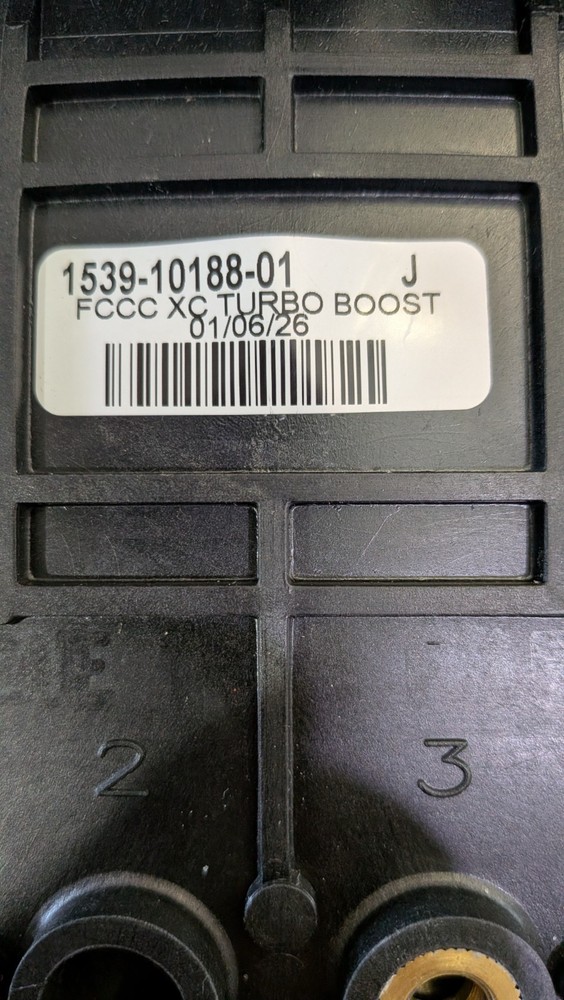 1539-10188-01 J
FCCC XC TURBO BOOST
01/06/26
2 3